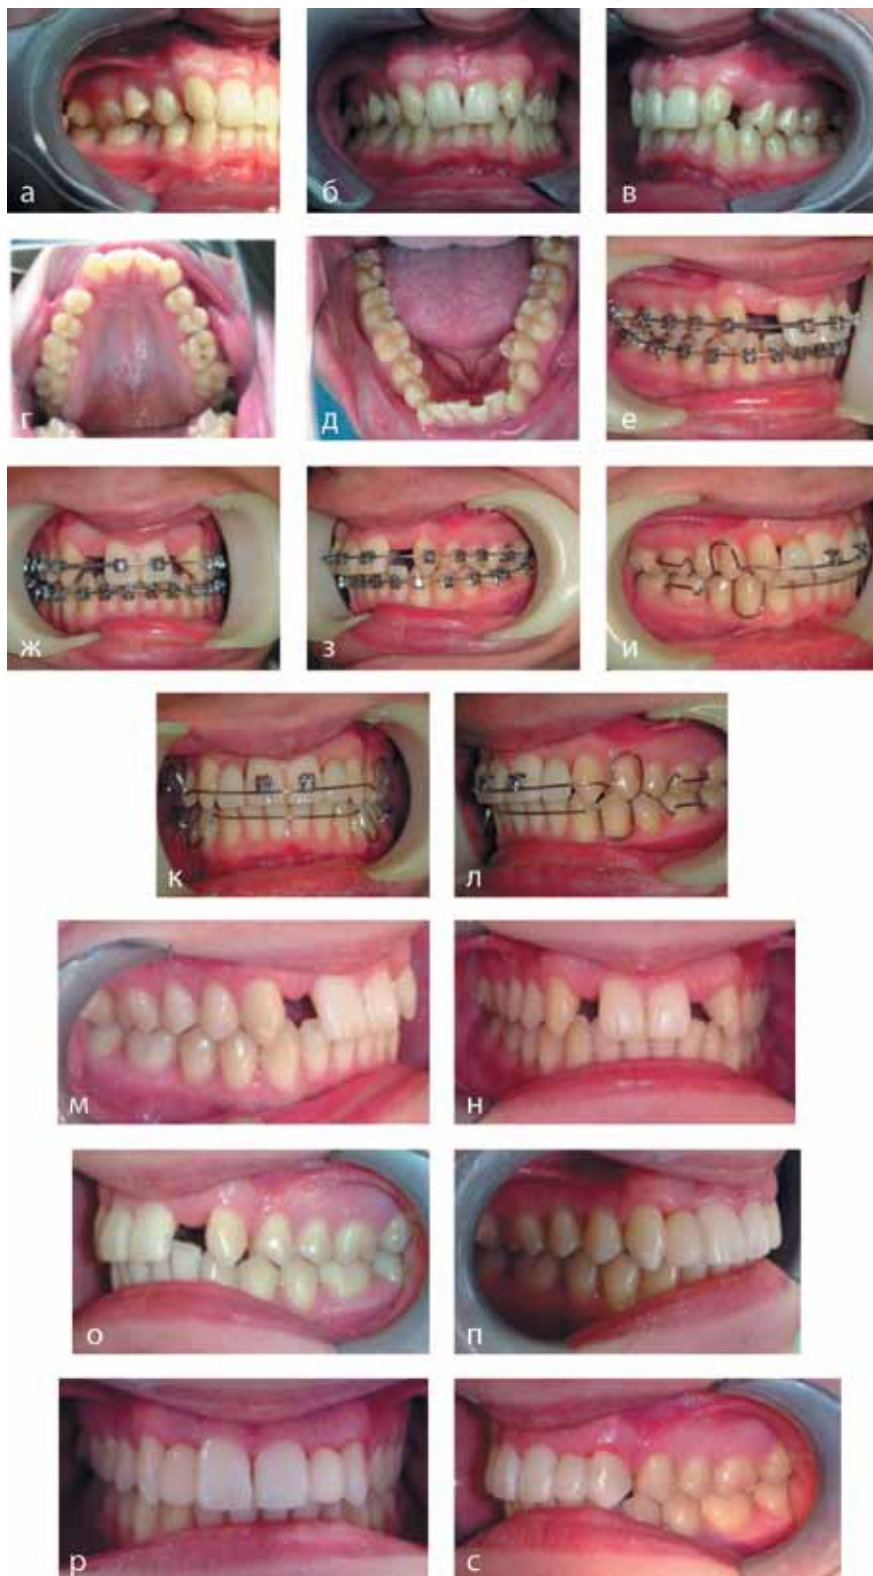 а
б
в
г
д
е
ж
з
и
к
л
м
н
о
п
р
с